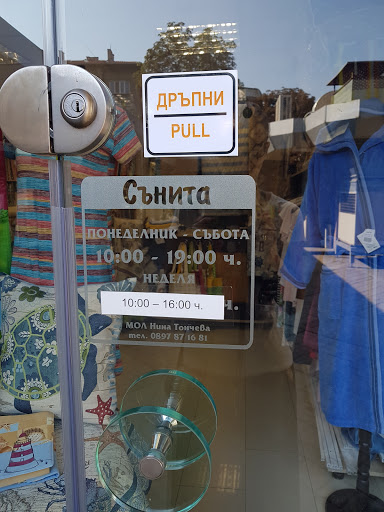 ДРЪПНИ
PULL
Сънита
ПОНЕДЕЛНИК - СЪБОТА
10:00 - 19:00 ч.
НЕДЕЛЯ
10:00 – 16:00 ч. ч.
МОЛ Нина Тончева
тел. 0897 87 16 81